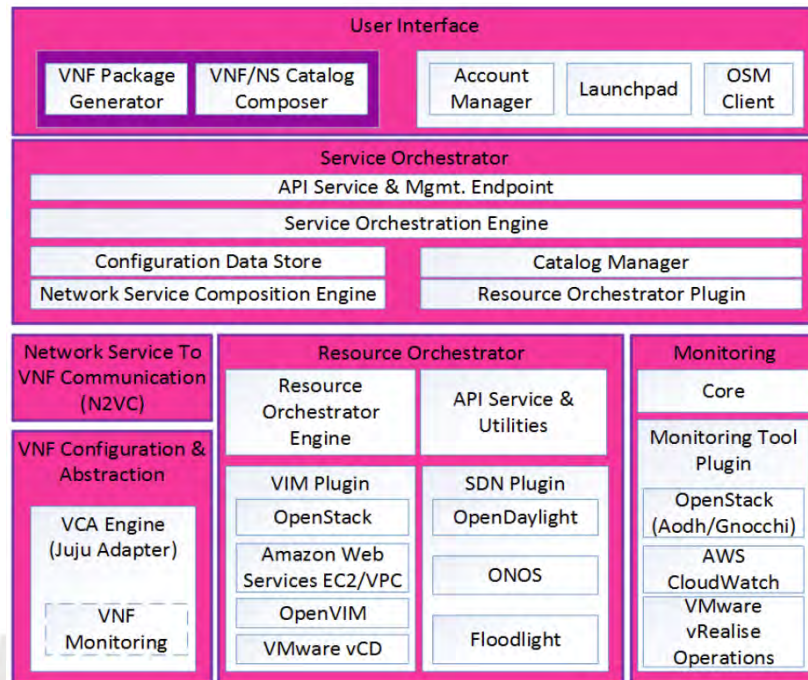 User Interface
VNF Package
Generator
VNF/NS Catalog
Composer
Account
Manager
Launchpad
OSM
Client
Service Orchestrator
API Service & Mgmt. Endpoint
Service Orchestration Engine
Configuration Data Store
Catalog Manager
Network Service Composition Engine
Resource Orchestrator Plugin
Network Service To
VNF Communication
(N2VC)
VNF Configuration &
Abstraction
VCA Engine
(Juju Adapter)
VNF
Monitoring
Resource Orchestrator
Resource
Orchestrator
Engine
API Service &
Utilities
VIM Plugin
OpenStack
Amazon Web
Services EC2/VPC
OpenVIM
VMware vCD
SDN Plugin
OpenDaylight
ONOS
Floodlight
Monitoring
Core
Monitoring Tool
Plugin
OpenStack
(Aodh/Gnocchi)
AWS
CloudWatch
VMware
vRealise
Operations